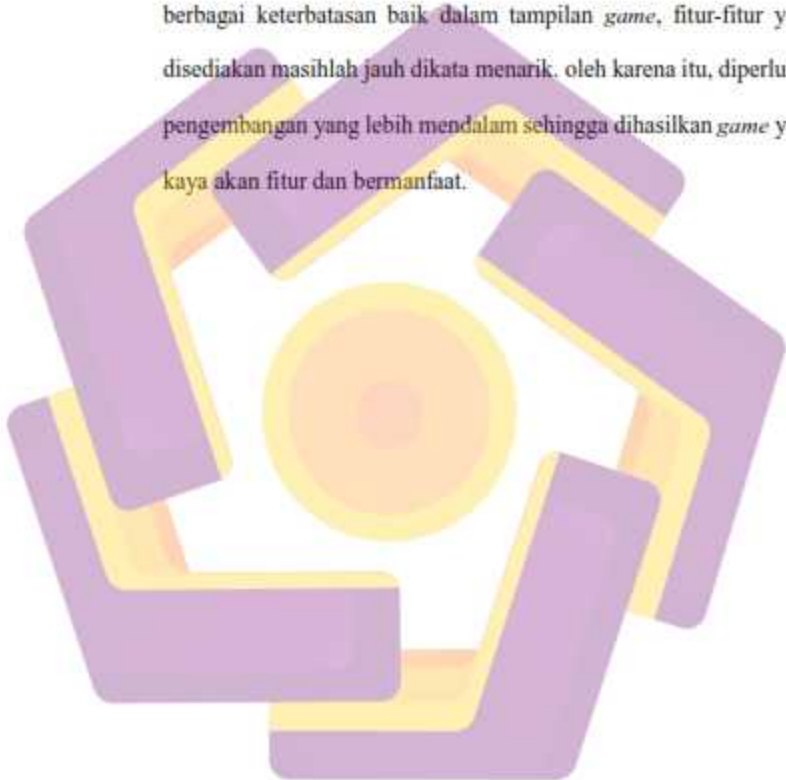 berbagai keterbatasan baik dalam tampilan game, fitur-fitur y
disediakan masihlah jauh dikata menarik. oleh karena itu, diperlu
pengembangan yang lebih mendalam sehingga dihasilkan game y
kaya akan fitur dan bermanfaat.